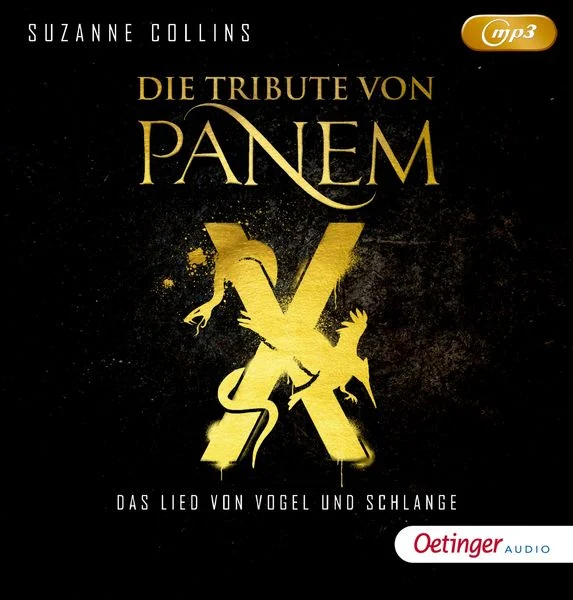 SUZANNE COLLINS
mp3
DIE TRIBUTE VON
PANEM
X
DAS LIED VON VOGEL UND SCHLANGE
Oetinger AUDIO